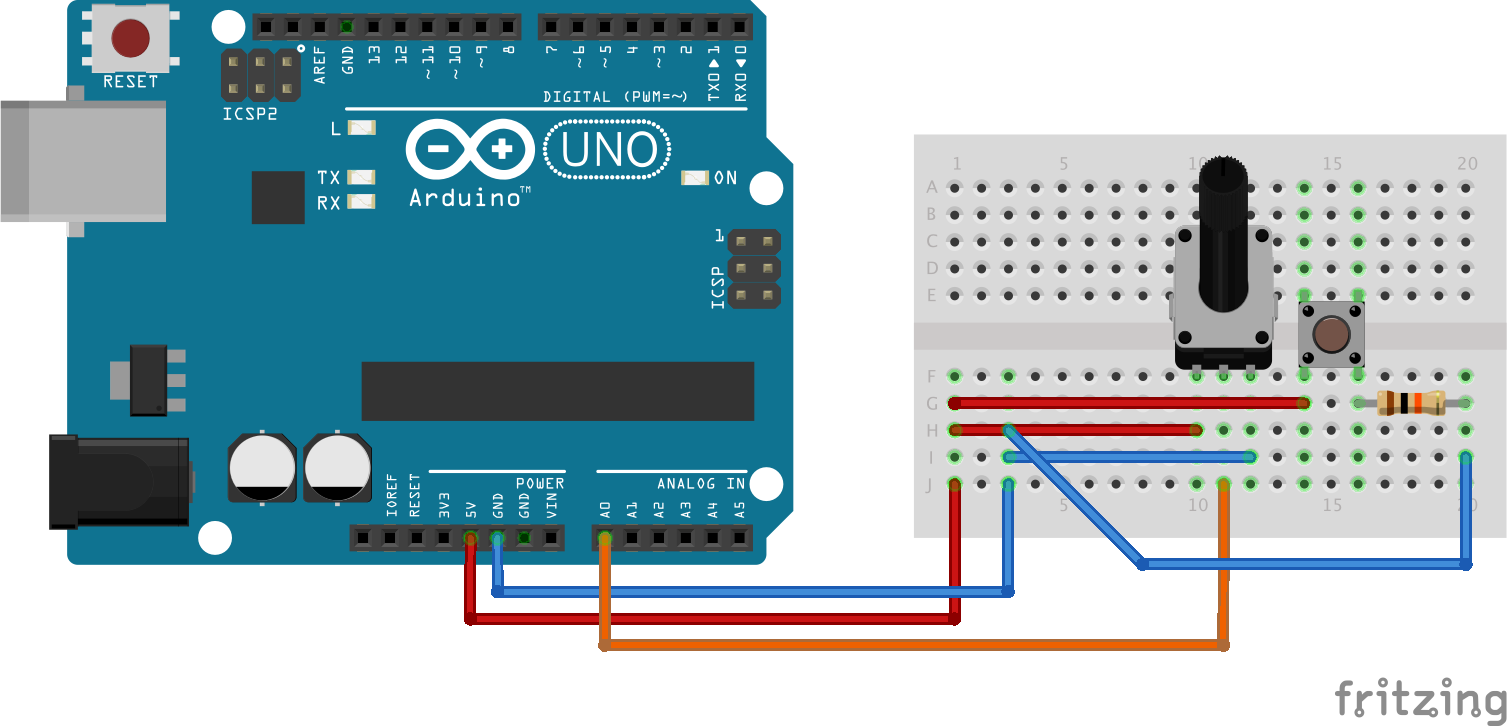 RESET
ICSP2
AREF
GND
13
12
~11
~10
~9
8
7
~6
~5
4
~3
2
TX0▶1
RX0◀0
DIGITAL (PWM=~)
L
TX
RX
UNO
Arduino™
ON
1
ICSP
IOREF
RESET
3V3
5V
GND
GND
VIN
POWER
ANALOG IN
A0
A1
A2
A3
A4
A5
1 5 10 15 20
A
B
C
D
E
F
G
H
I
J
5 10 15 20
fritzing